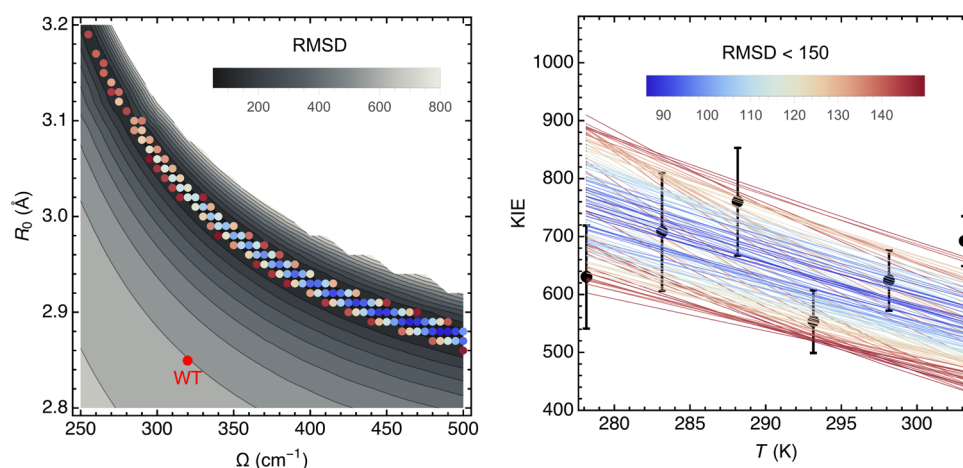 RMSD
200 400 600 800
3.2
3.1
3.0
2.9
2.8
R₀ (Å)
WT
250 300 350 400 450 500
Ω (cm⁻¹)
RMSD < 150
90 100 110 120 130 140
1000
900
800
700
600
500
400
KIE
280 285 290 295 300
T (K)